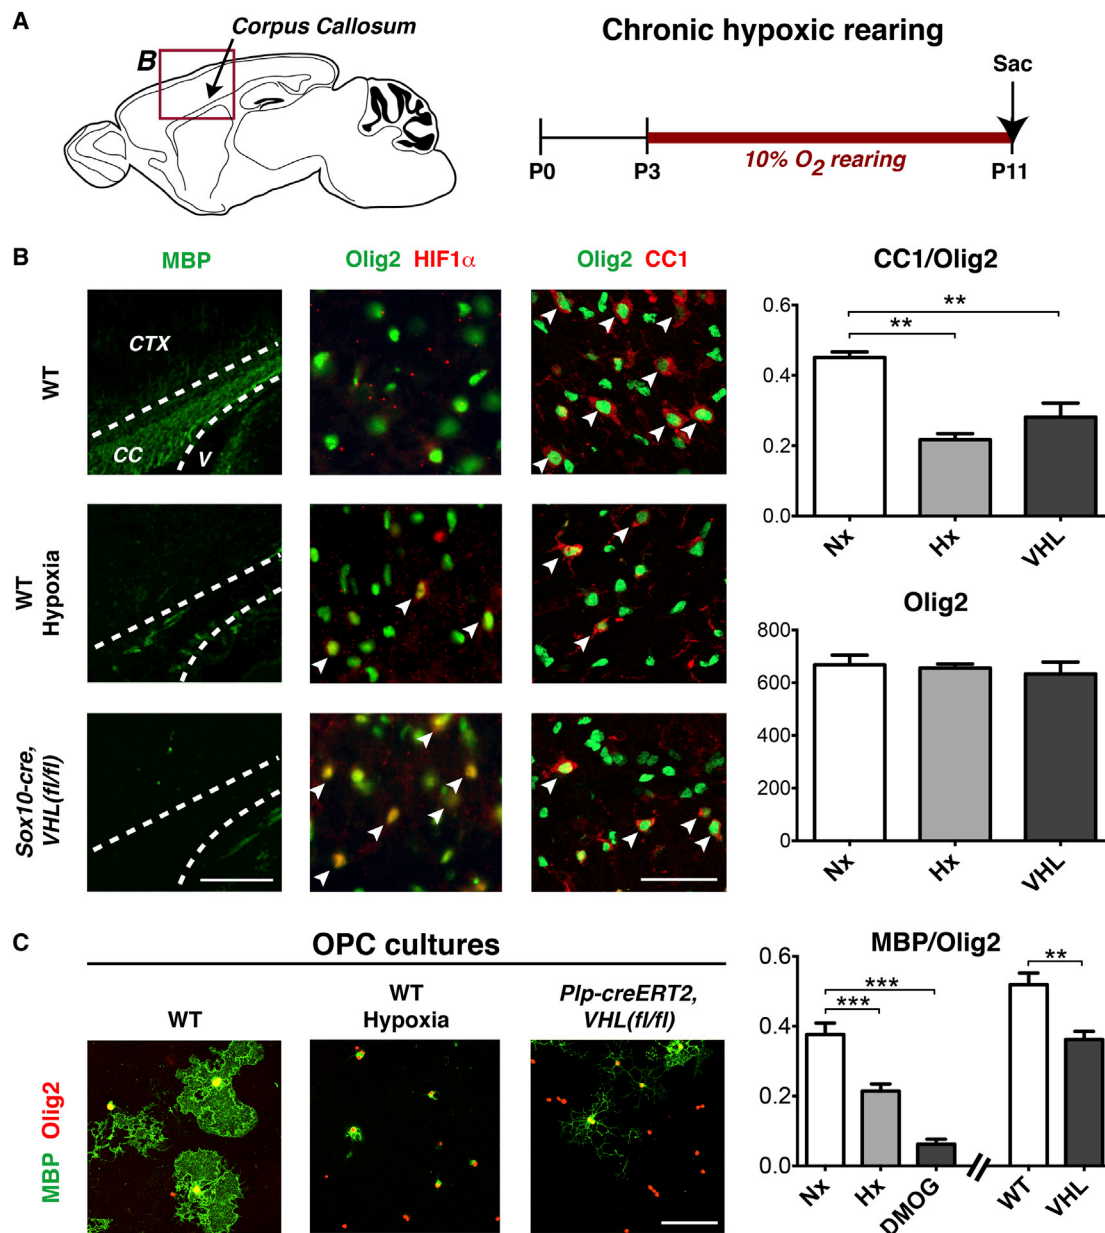 A
Corpus Callosum
B
Chronic hypoxic rearing
Sac
P0
P3
10% O2 rearing
P11
B
MBP
Olig2 HIF1α
Olig2 CC1
WT
CTX
CC
V
WT
Hypoxia
Sox10-cre,
VHL(fl/fl)
CC1/Olig2
0.6
0.4
0.2
0.0
**
**
Nx
Hx
VHL
Olig2
800
600
400
200
0
Nx
Hx
VHL
C
OPC cultures
WT
WT
Hypoxia
Plp-creERT2,
VHL(fl/fl)
MBP Olig2
MBP/Olig2
0.6
0.4
0.2
0.0
***
***
**
Nx
Hx
DMOG
WT
VHL